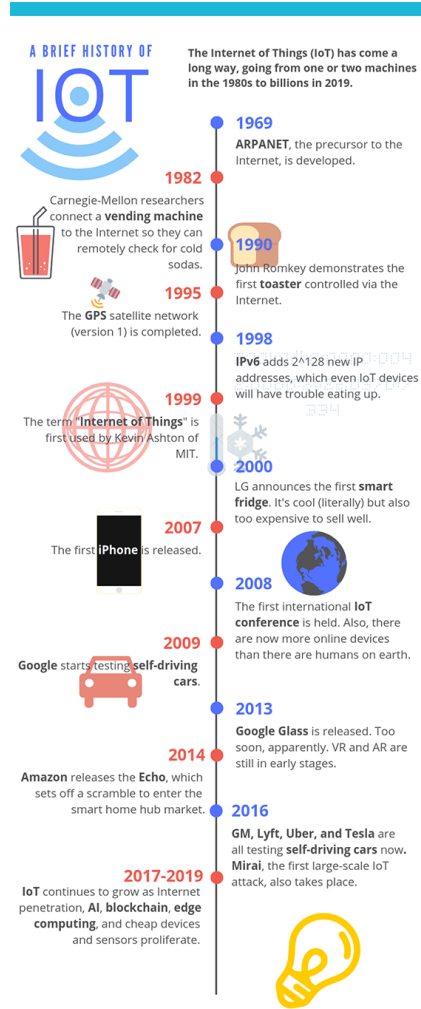 A BRIEF HISTORY OF
IOT
The Internet of Things (IoT) has come a
long way, going from one or two machines
in the 1980s to billions in 2019.
1969
ARPANET, the precursor to the
Internet, is developed.
1982
Carnegie-Mellon researchers
connect a vending machine
to the Internet so they can
remotely check for cold
sodas.
1990
John Romkey demonstrates the
first toaster controlled via the
Internet.
1995
The GPS satellite network
(version 1) is completed.
1998
IPv6 adds 2^128 new IP
addresses, which even IoT devices
will have trouble eating up.
334
1999
The term "Internet of Things" is
first used by Kevin Ashton of
MIT.
2000
LG announces the first smart
fridge. It's cool (literally) but also
too expensive to sell well.
2007
The first iPhone is released.
2008
The first international IoT
conference is held. Also, there
are now more online devices
than there are humans on earth.
2009
Google starts testing self-driving
cars.
2013
Google Glass is released. Too
soon, apparently. VR and AR are
still in early stages.
2014
Amazon releases the Echo, which
sets off a scramble to enter the
smart home hub market.
2016
GM, Lyft, Uber, and Tesla are
all testing self-driving cars now.
Mirai, the first large-scale IoT
attack, also takes place.
2017-2019
IoT continues to grow as Internet
penetration, AI, blockchain, edge
computing, and cheap devices
and sensors proliferate.